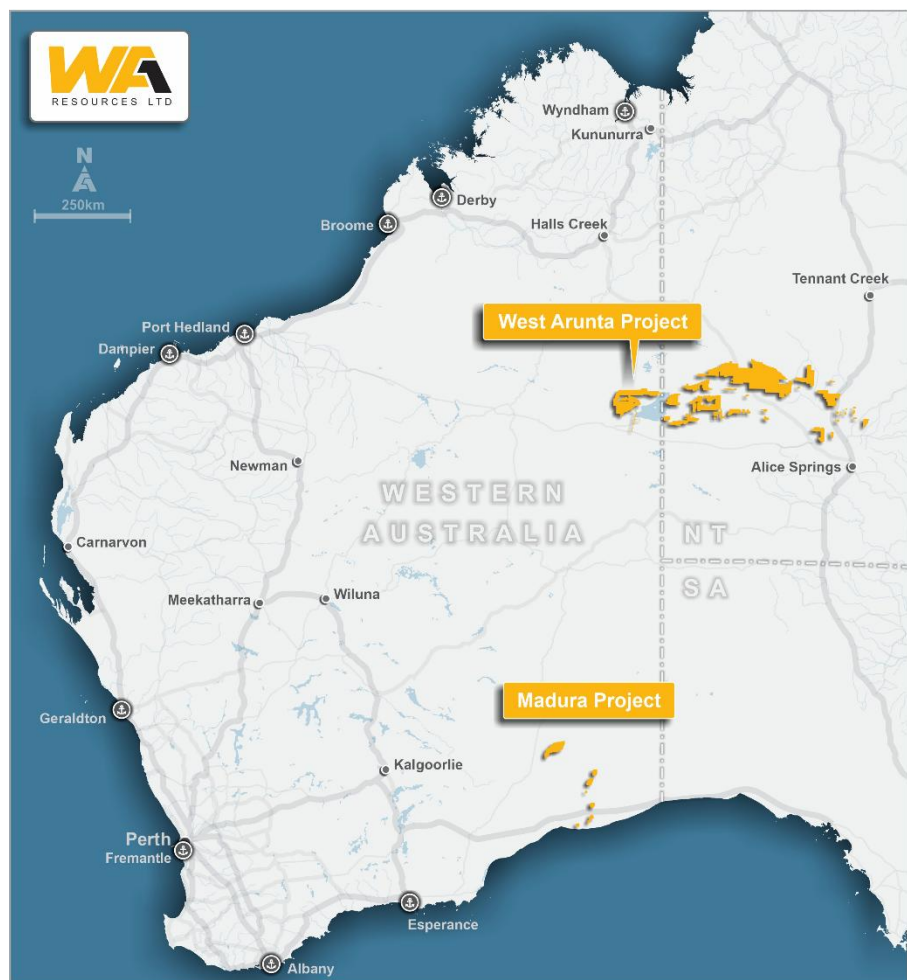 WA1
RESOURCES LTD
N
250km
Wyndham
Kununurra
Derby
Broome
Halls Creek
Tennant Creek
West Arunta Project
Port Hedland
Dampier
Newman
Alice Springs
WESTERN
AUSTRALIA
NT
SA
Carnarvon
Meekatharra
Wiluna
Madura Project
Geraldton
Kalgoorlie
Perth
Fremantle
Esperance
Albany